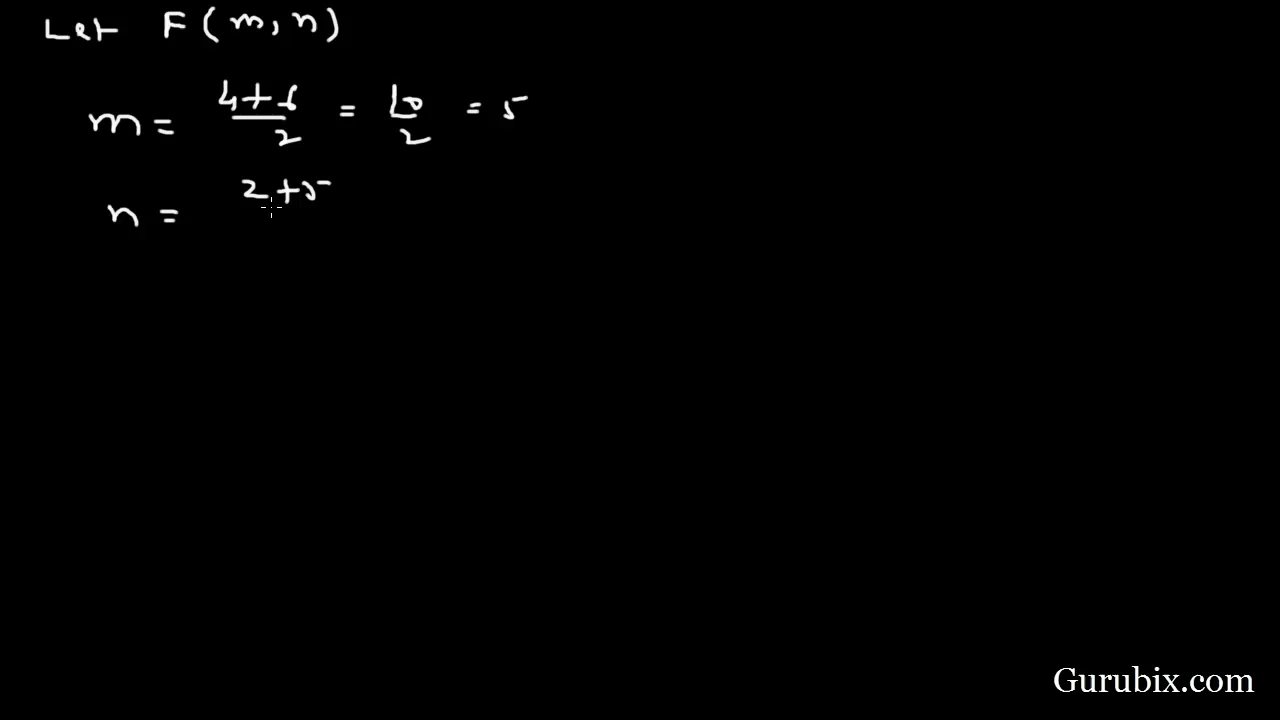 Let F(m, n)
m = 4+6/2 = 10/2 = 5
n = 2+5
Gurubix.com